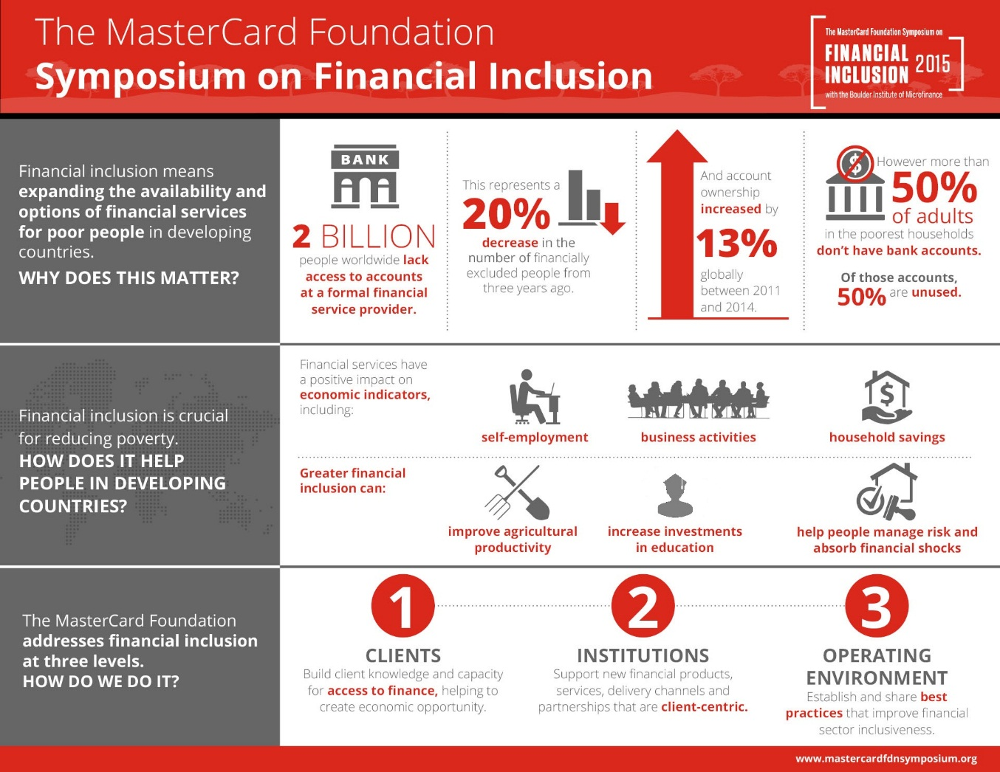 The MasterCard Foundation
Symposium on Financial Inclusion
The MasterCard Foundation Symposium on
FINANCIAL
INCLUSION
2015
with the Boulder Institute of Microfinance
Financial inclusion means
expanding the availability and
options of financial services
for poor people in developing
countries.
WHY DOES THIS MATTER?
BANK
2 BILLION
people worldwide lack
access to accounts
at a formal financial
service provider.
This represents a
20%
decrease in the
number of financially
excluded people from
three years ago.
And account
ownership
increased by
13%
globally
between 2011
and 2014.
$
However more than
50%
of adults
in the poorest households
don't have bank accounts.
Of those accounts,
50% are unused.
Financial inclusion is crucial
for reducing poverty.
HOW DOES IT HELP
PEOPLE IN DEVELOPING
COUNTRIES?
Financial services have
a positive impact on
economic indicators,
including:
self-employment
business activities
$
household savings
Greater financial
inclusion can:
improve agricultural
productivity
increase investments
in education
help people manage risk and
absorb financial shocks
The MasterCard Foundation
addresses financial inclusion
at three levels.
HOW DO WE DO IT?
1
CLIENTS
Build client knowledge and capacity
for access to finance, helping to
create economic opportunity.
2
INSTITUTIONS
Support new financial products,
services, delivery channels and
partnerships that are client-centric.
3
OPERATING
ENVIRONMENT
Establish and share best
practices that improve financial
sector inclusiveness.
www.mastercardfdnsymposium.org